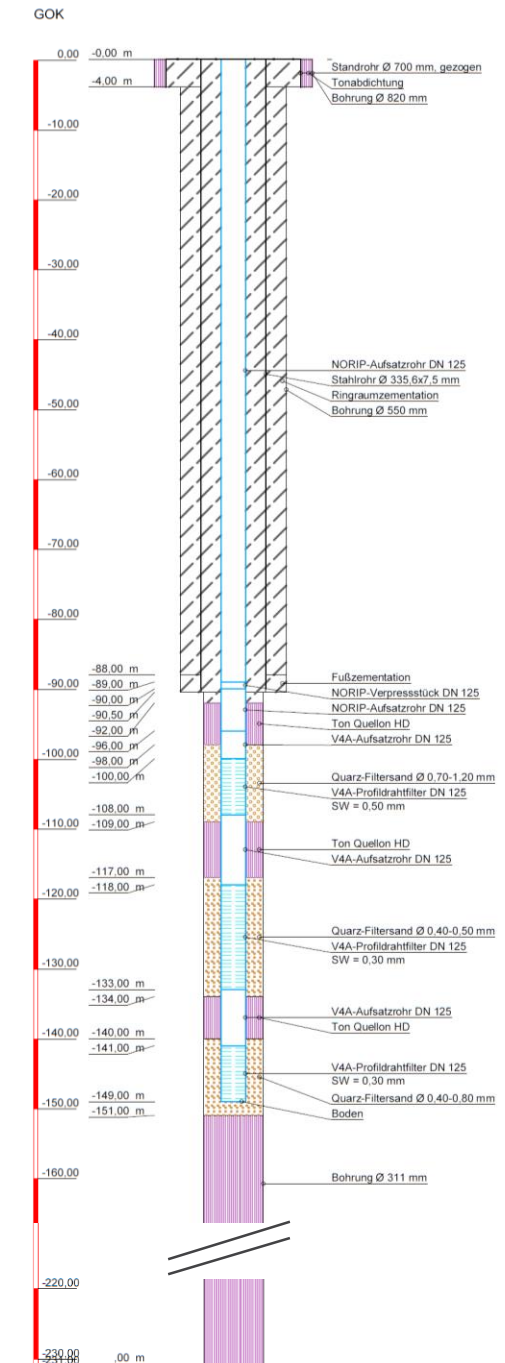 GOK
0,00
-0,00 m
Standrohr Ø 700 mm, gezogen
-4,00 m
Tonabdichtung
Bohrung Ø 820 mm
-10,00
-20,00
-30,00
-40,00
NORIP-Aufsatzrohr DN 125
Stahlrohr Ø 335,6x7,5 mm
Ringraumzementation
-50,00
Bohrung Ø 550 mm
-60,00
-70,00
-80,00
-88,00 m
Fußzementation
-89,00 m
-90,00
NORIP-Verpressstück DN 125
-90,00 m
NORIP-Aufsatzrohr DN 125
-90,50 m
Ton Quellon HD
-92,00 m
V4A-Aufsatzrohr DN 125
-96,00 m
-98,00 m
-100,00
-100,00 m
Quarz-Filtersand Ø 0,70-1,20 mm
V4A-Profildrahtfilter DN 125
SW = 0,50 mm
-108,00 m
-109,00 m
-110,00
Ton Quellon HD
V4A-Aufsatzrohr DN 125
-117,00 m
-118,00 m
-120,00
Quarz-Filtersand Ø 0,40-0,50 mm
V4A-Profildrahtfilter DN 125
SW = 0,30 mm
-130,00
-133,00 m
-134,00 m
V4A-Aufsatzrohr DN 125
Ton Quellon HD
-140,00
-140,00 m
-141,00 m
V4A-Profildrahtfilter DN 125
SW = 0,30 mm
-149,00 m
Quarz-Filtersand Ø 0,40-0,80 mm
-150,00
-151,00 m
Boden
-160,00
Bohrung Ø 311 mm
-220,00
-230,00
-231,00
,00 m